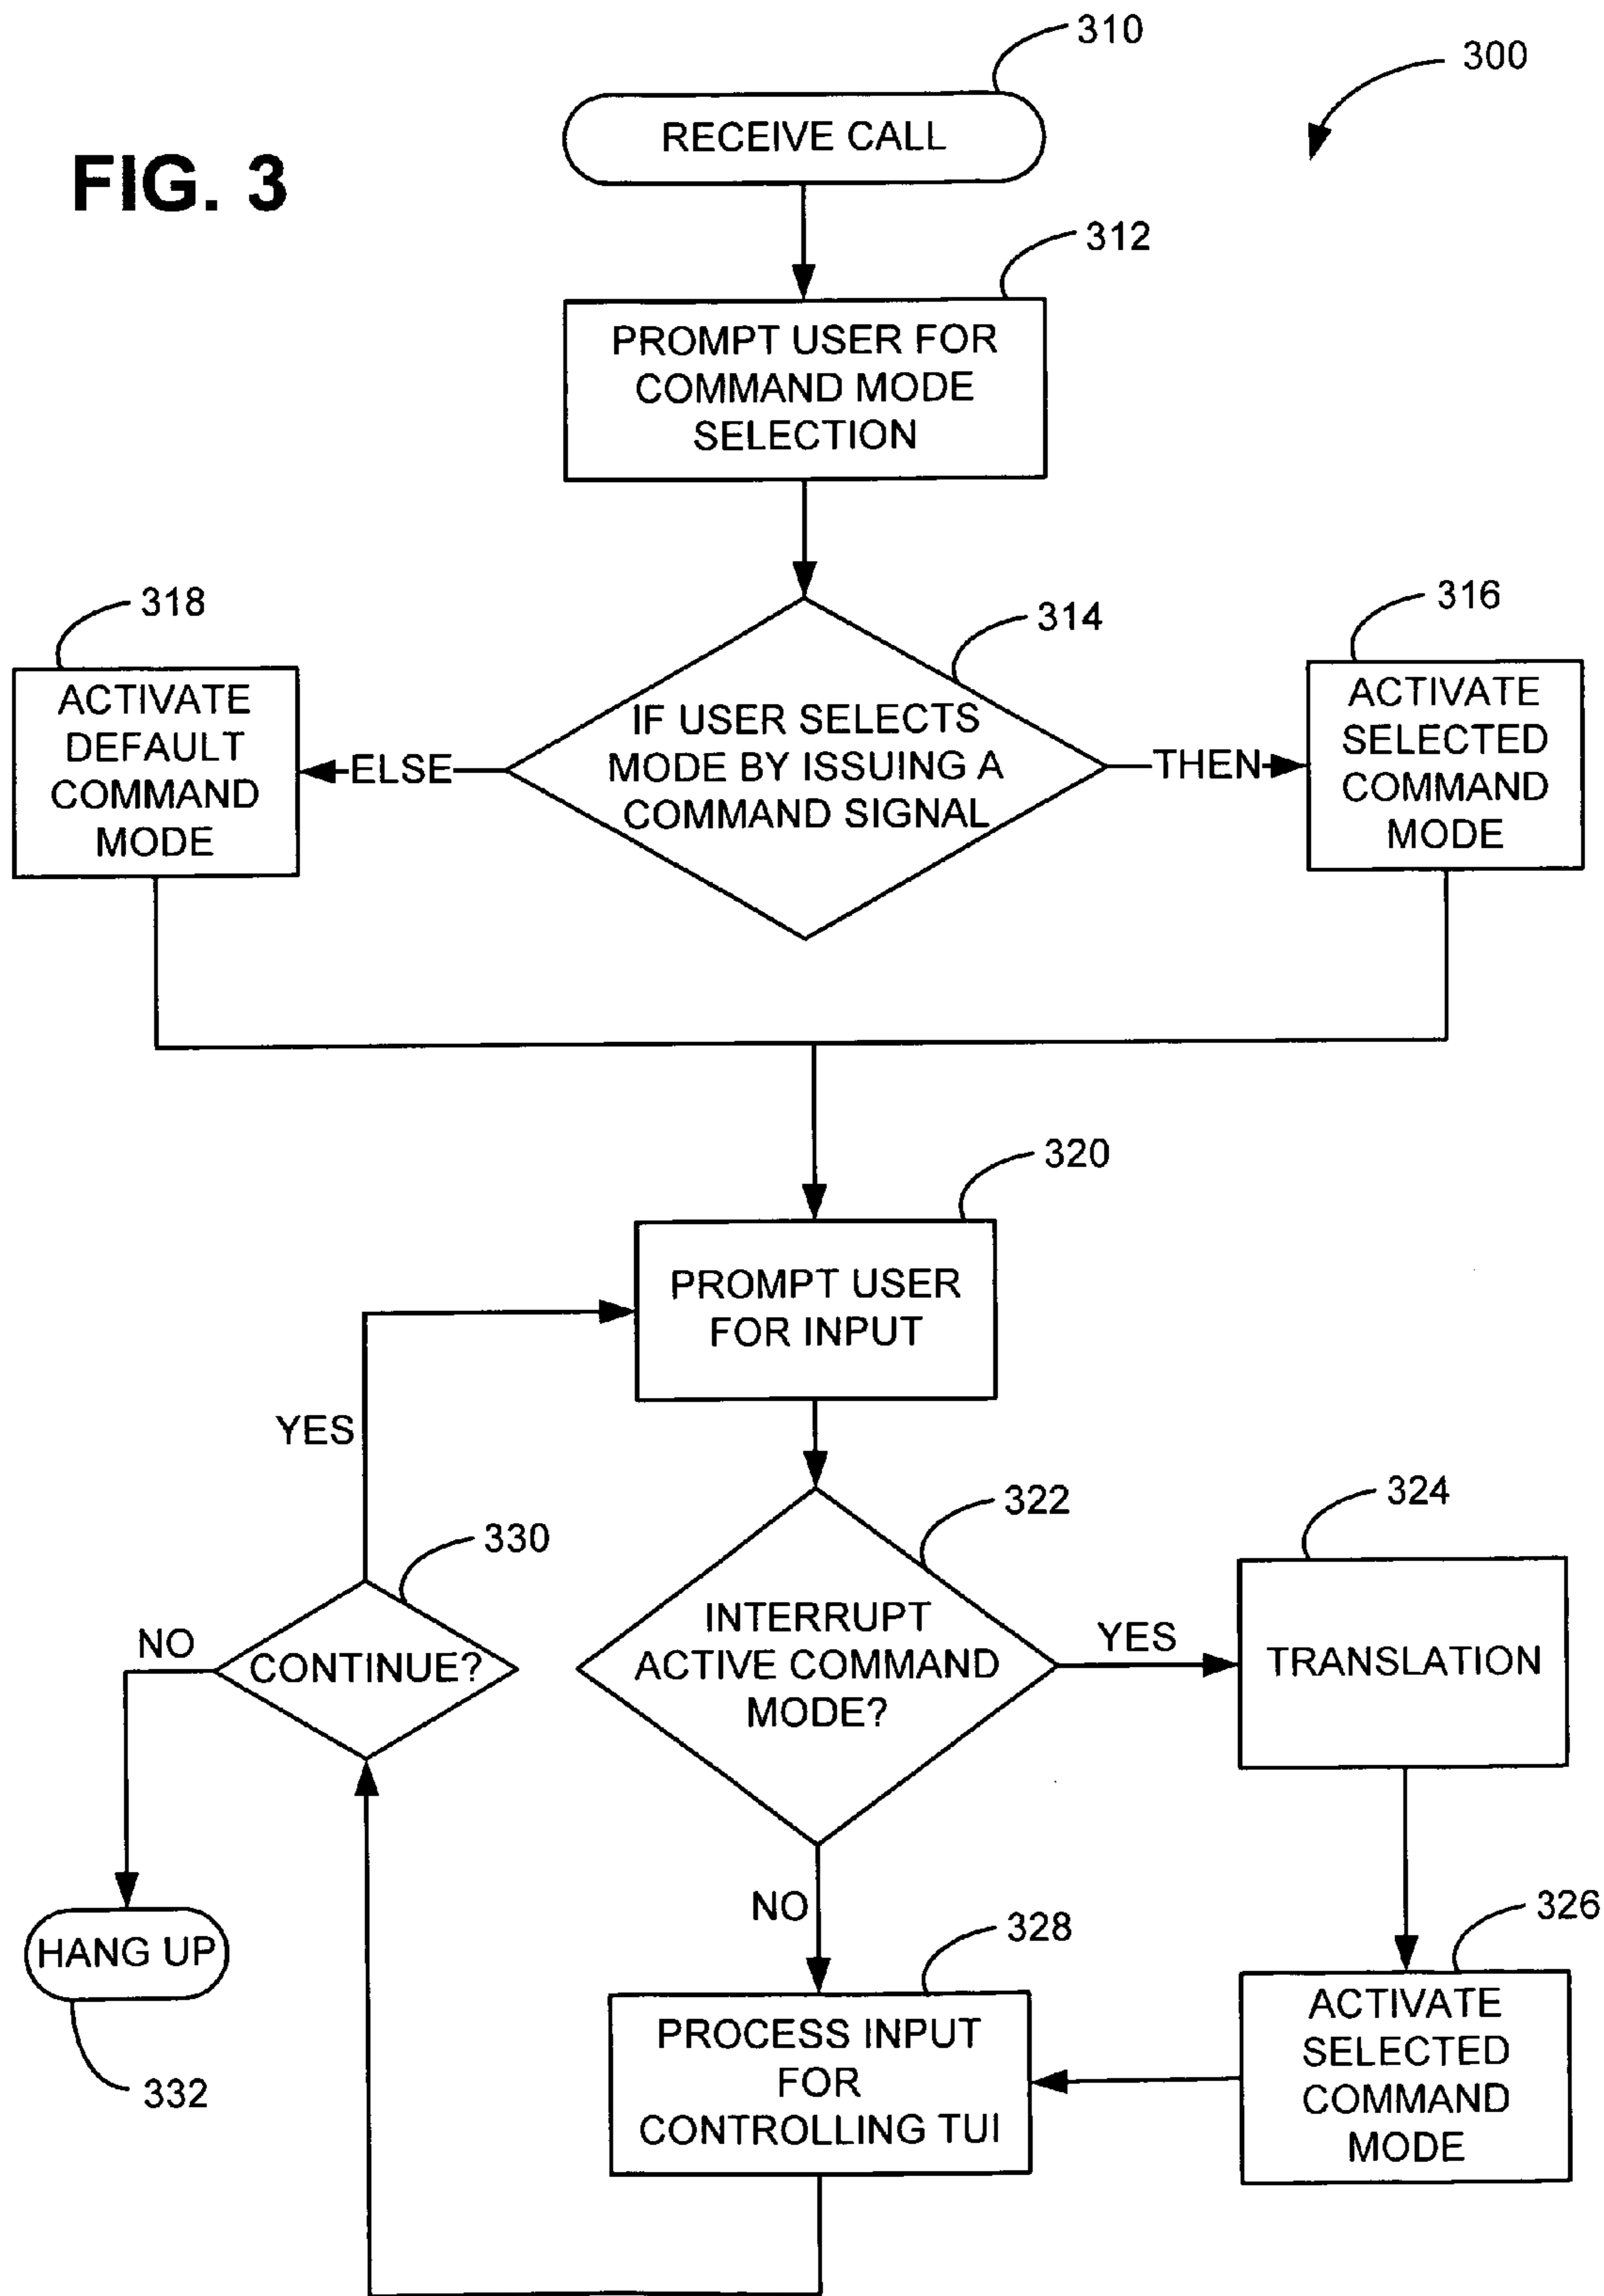 310
300
RECEIVE CALL
FIG. 3
312
PROMPT USER FOR
COMMAND MODE
SELECTION
318
314
316
ACTIVATE
DEFAULT
COMMAND
MODE
ELSE
IF USER SELECTS
MODE BY ISSUING A
COMMAND SIGNAL
THEN
ACTIVATE
SELECTED
COMMAND
MODE
320
PROMPT USER
FOR INPUT
YES
322
324
330
INTERRUPT
ACTIVE COMMAND
MODE?
YES
TRANSLATION
NO
CONTINUE?
NO
328
326
HANG UP
332
PROCESS INPUT
FOR
CONTROLLING TUI
ACTIVATE
SELECTED
COMMAND
MODE